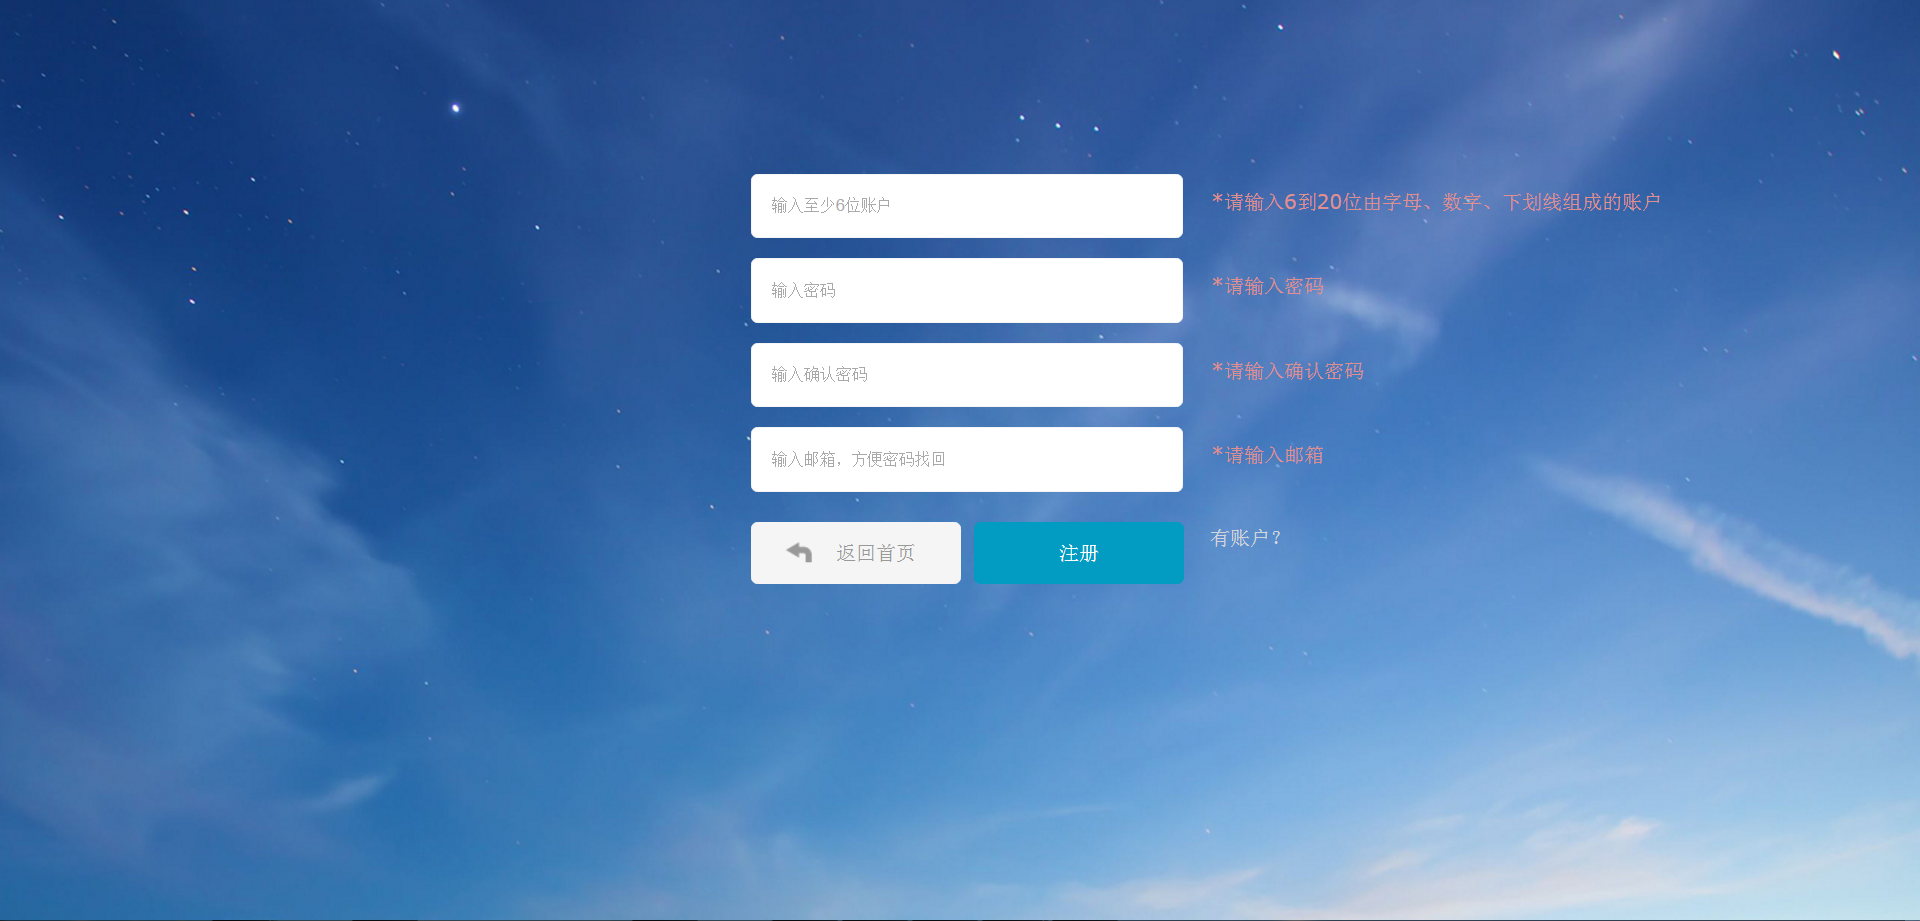 输入至少6位账户
*请输入6到20位由字母、数字、下划线组成的账户
输入密码
*请输入密码
输入确认密码
*请输入确认密码
输入邮箱，方便密码找回
*请输入邮箱
返回首页
注册
有账户？